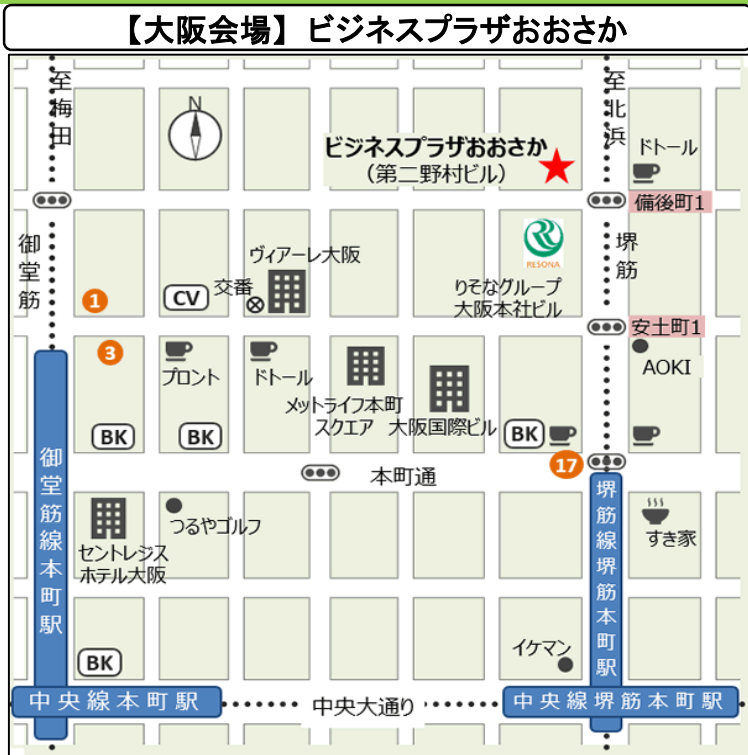 【大阪会場】ビジネスプラザおおさか
至梅田
至北浜
N
ドトール
ビジネスプラザおおさか
（第二野村ビル）
備後町1
御堂筋
堺筋
RESONA
ヴィアーレ大阪
交番
CV
1
りそなグループ
大阪本社ビル
安土町1
3
プロント
ドトール
AOKI
メットライフ本町
スクエア
大阪国際ビル
BK
BK
BK
17
本町通
御堂筋線本町駅
堺筋線堺筋本町駅
つるやゴルフ
すき家
セントレジス
ホテル大阪
イケマン
BK
中央線本町駅
中央大通り
中央線堺筋本町駅